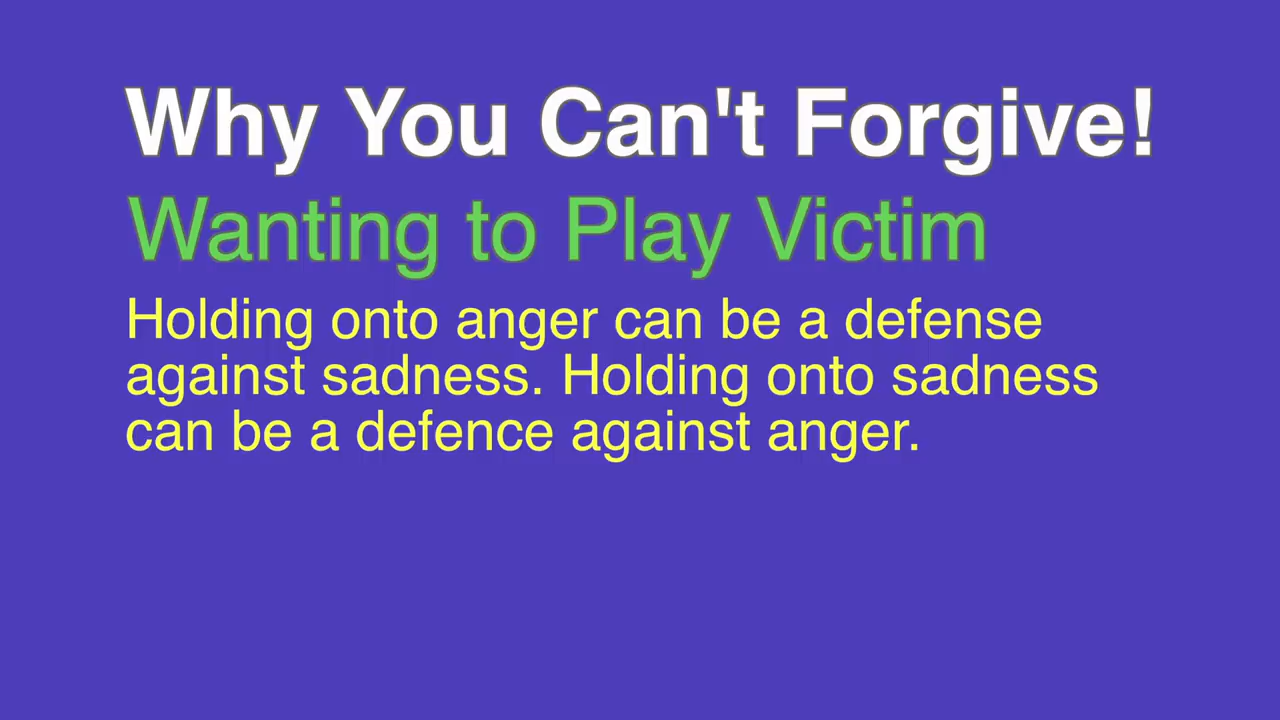 Why You Can't Forgive!
Wanting to Play Victim
Holding onto anger can be a defense
against sadness. Holding onto sadness
can be a defence against anger.